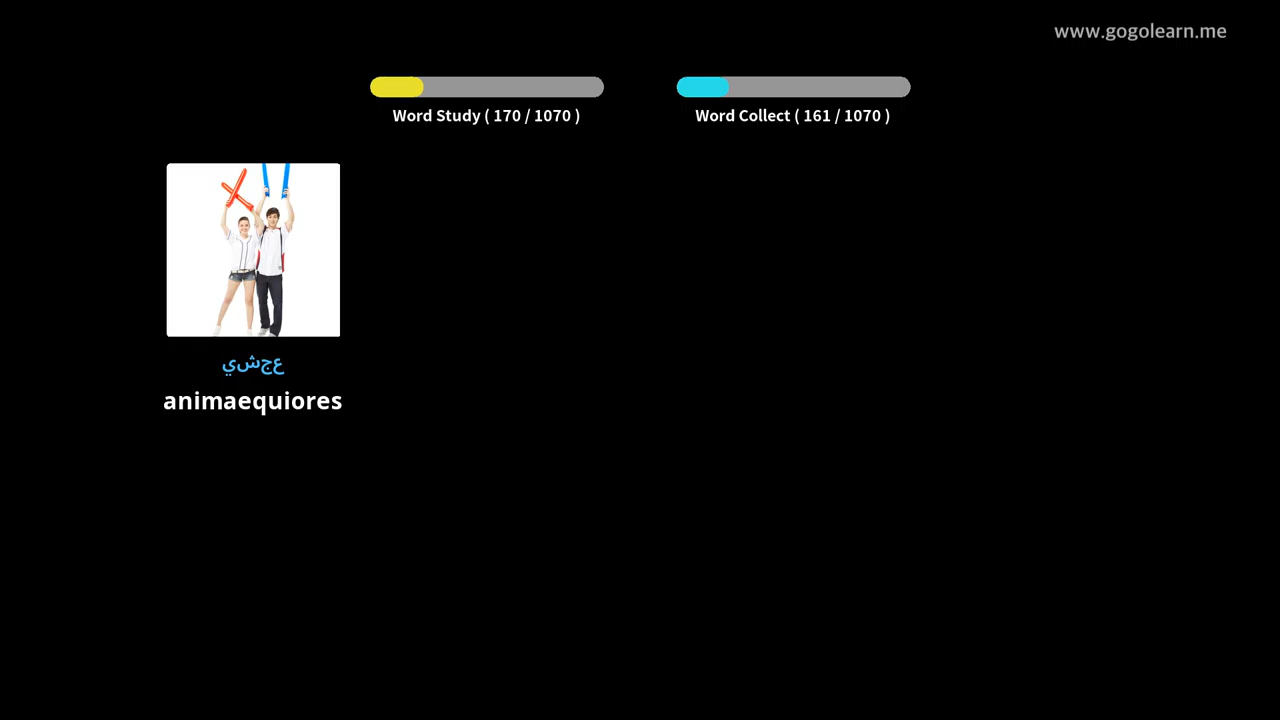 www.gogolearn.me
Word Study ( 170 / 1070 )
Word Collect ( 161 / 1070 )
عجشي
animaequiores